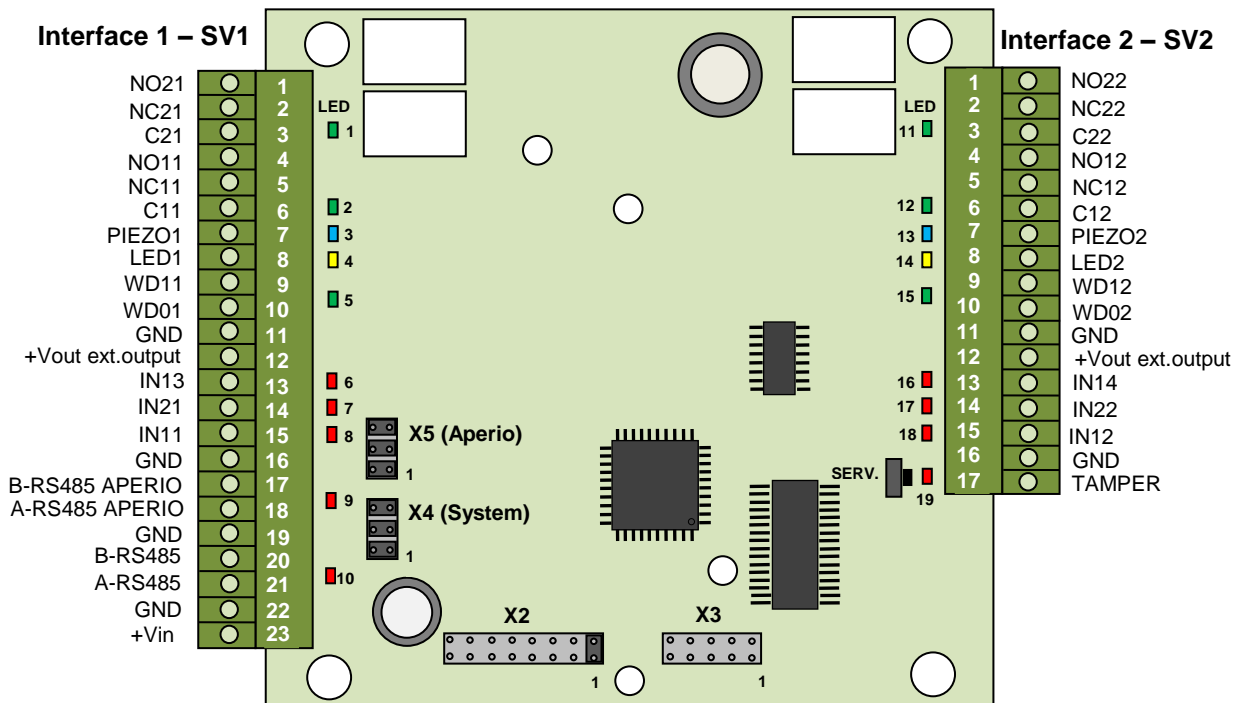 Interface 1 – SV1
NO21 1
NC21 2
C21 3
NO11 4
NC11 5
C11 6
PIEZO1 7
LED1 8
WD11 9
WD01 10
GND 11
+Vout ext.output 12
IN13 13
IN21 14
IN11 15
GND 16
B-RS485 APERIO 17
A-RS485 APERIO 18
GND 19
B-RS485 20
A-RS485 21
GND 22
+Vin 23
LED
1
2
3
4
5
6
7
8
9
10
X5 (Aperio)
1
X4 (System)
1
X2
1
X3
1
LED
11
12
13
14
15
16
17
18
SERV.
19
Interface 2 – SV2
1 NO22
2 NC22
3 C22
4 NO12
5 NC12
6 C12
7 PIEZO2
8 LED2
9 WD12
10 WD02
11 GND
12 +Vout ext.output
13 IN14
14 IN22
15 IN12
16 GND
17 TAMPER